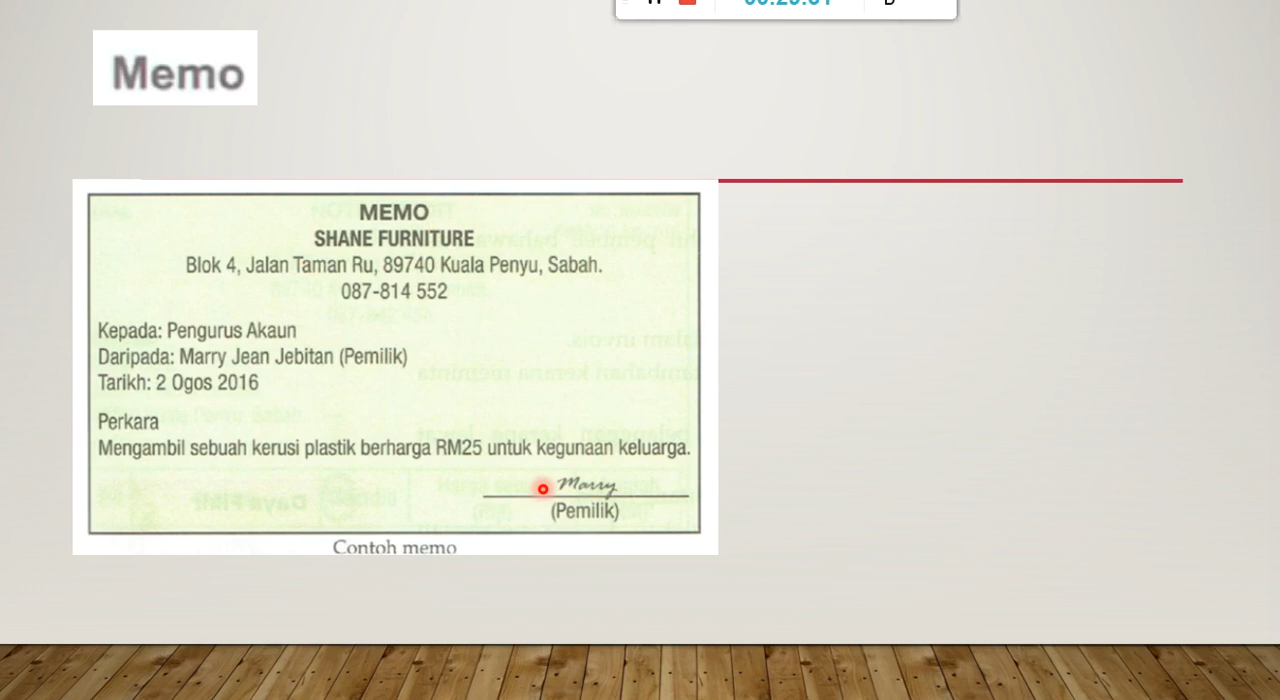 Memo
MEMO
SHANE FURNITURE
Blok 4, Jalan Taman Ru, 89740 Kuala Penyu, Sabah.
087-814 552
Kepada: Pengurus Akaun
Daripada: Marry Jean Jebitan (Pemilik)
Tarikh: 2 Ogos 2016
Perkara
Mengambil sebuah kerusi plastik berharga RM25 untuk kegunaan keluarga.
Marry
(Pemilik)
Contoh memo